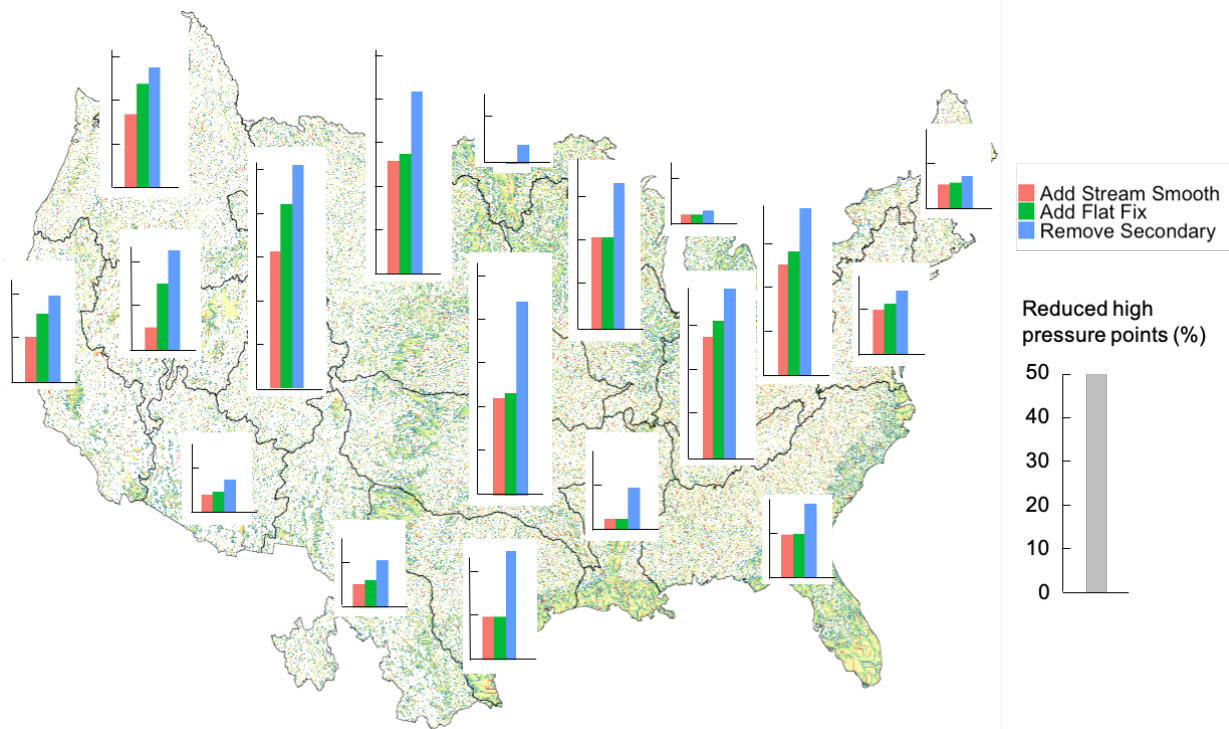 Add Stream Smooth
Add Flat Fix
Remove Secondary
Reduced high
pressure points (%)
50
40
30
20
10
0